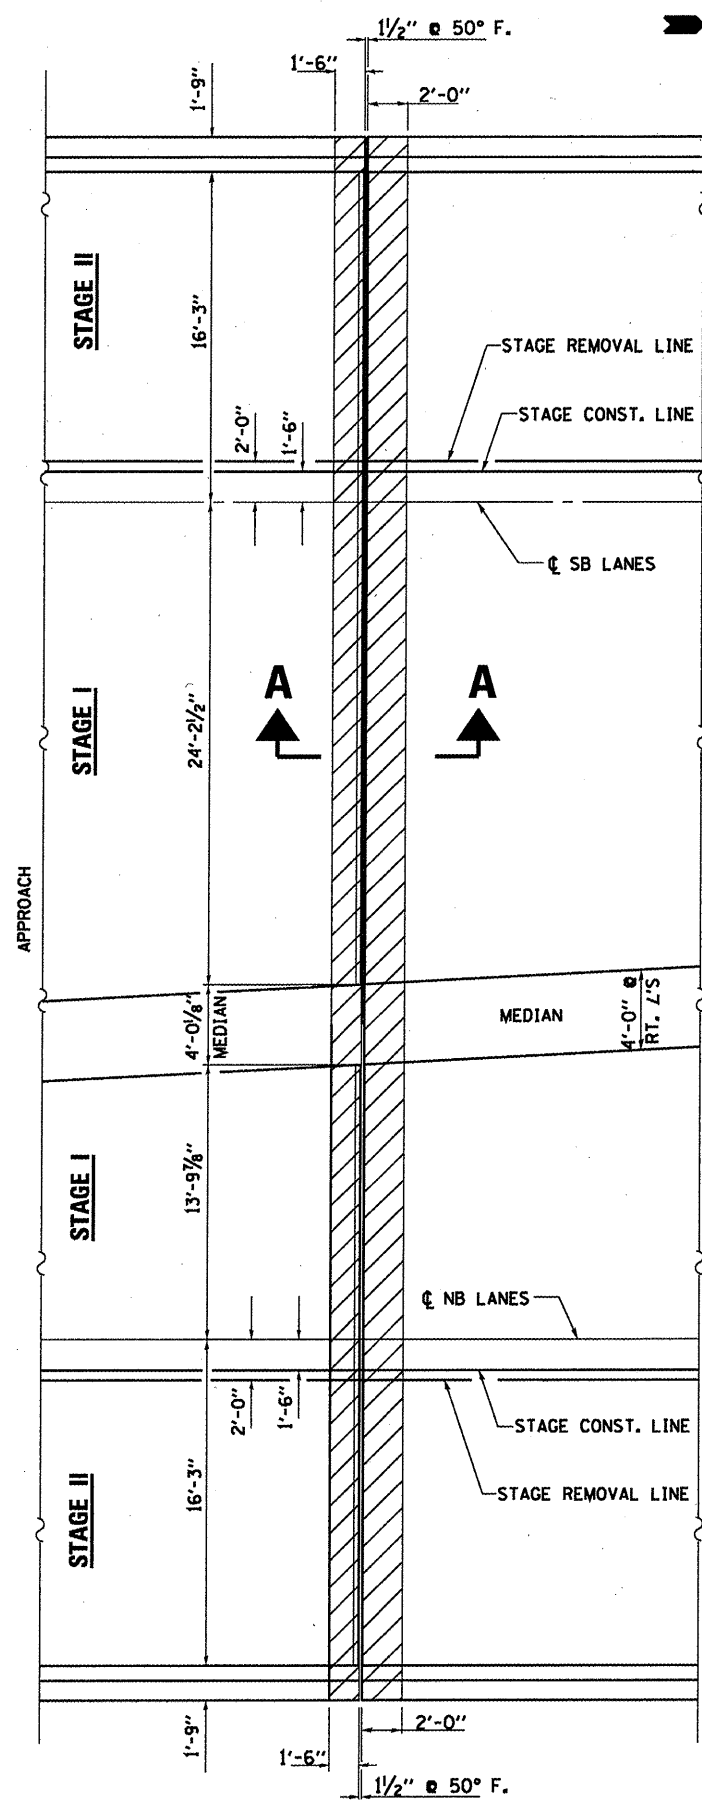 1½" @ 50° F.
1'-6"
2'-0"
1'-9"
STAGE II
16'-3"
STAGE REMOVAL LINE
STAGE CONST. LINE
2'-0"
1'-6"
℄ SB LANES
A
A
STAGE I
24'-2½"
APPROACH
4'-0⅛"
MEDIAN
MEDIAN
4'-0" @
RT. ∠'S
STAGE I
13'-9⅞"
℄ NB LANES
2'-0"
1'-6"
STAGE CONST. LINE
STAGE REMOVAL LINE
STAGE II
16'-3"
1'-9"
2'-0"
1'-6"
1½" @ 50° F.